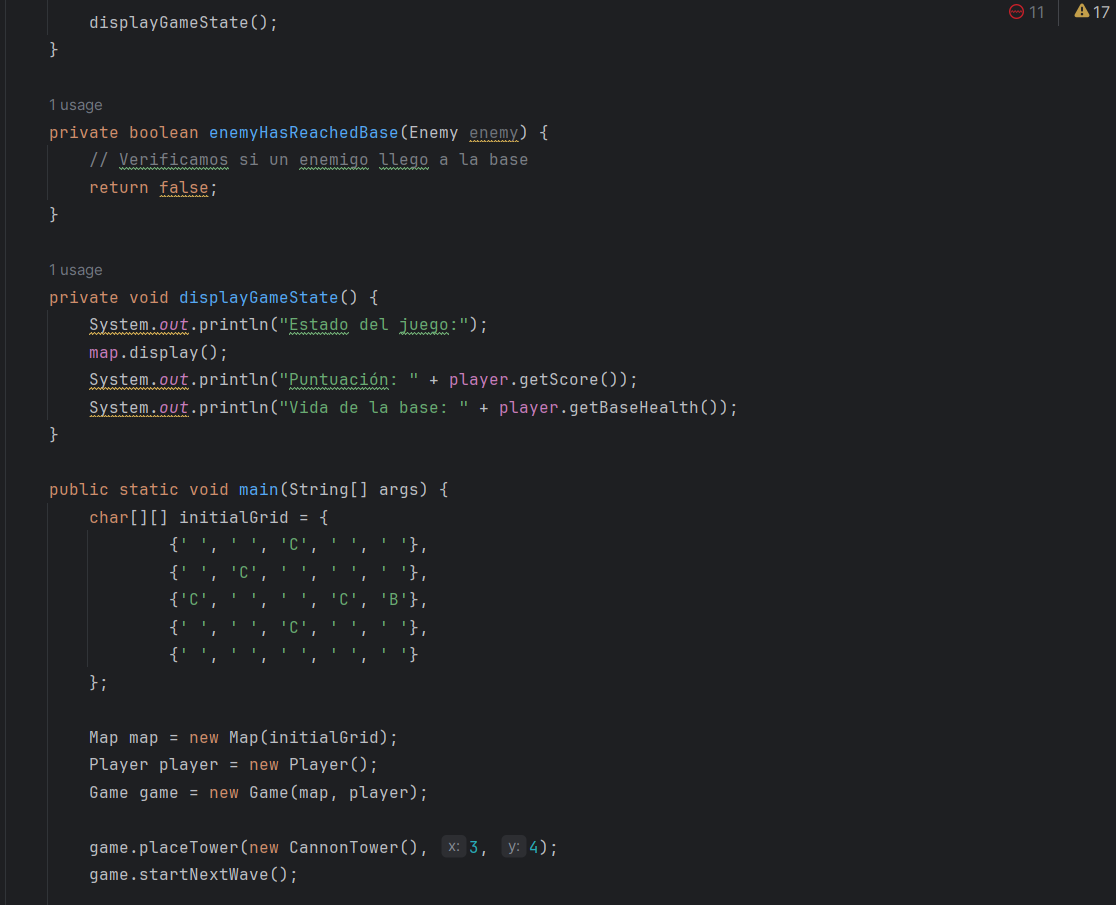 displayGameState();
11 17
}
1 usage
private boolean enemyHasReachedBase(Enemy enemy) {
// Verificamos si un enemigo llego a la base
return false;
}
1 usage
private void displayGameState() {
System.out.println("Estado del juego:");
map.display();
System.out.println("Puntuación: " + player.getScore());
System.out.println("Vida de la base: " + player.getBaseHealth());
}
public static void main(String[] args) {
char[][] initialGrid = {
{' ', ' ', 'C', ' ', ' '},
{' ', 'C', ' ', ' ', ' '},
{'C', ' ', ' ', 'C', 'B'},
{' ', ' ', 'C', ' ', ' '},
{' ', ' ', ' ', ' ', ' '}
};
Map map = new Map(initialGrid);
Player player = new Player();
Game game = new Game(map, player);
game.placeTower(new CannonTower(), x: 3, y: 4);
game.startNextWave();